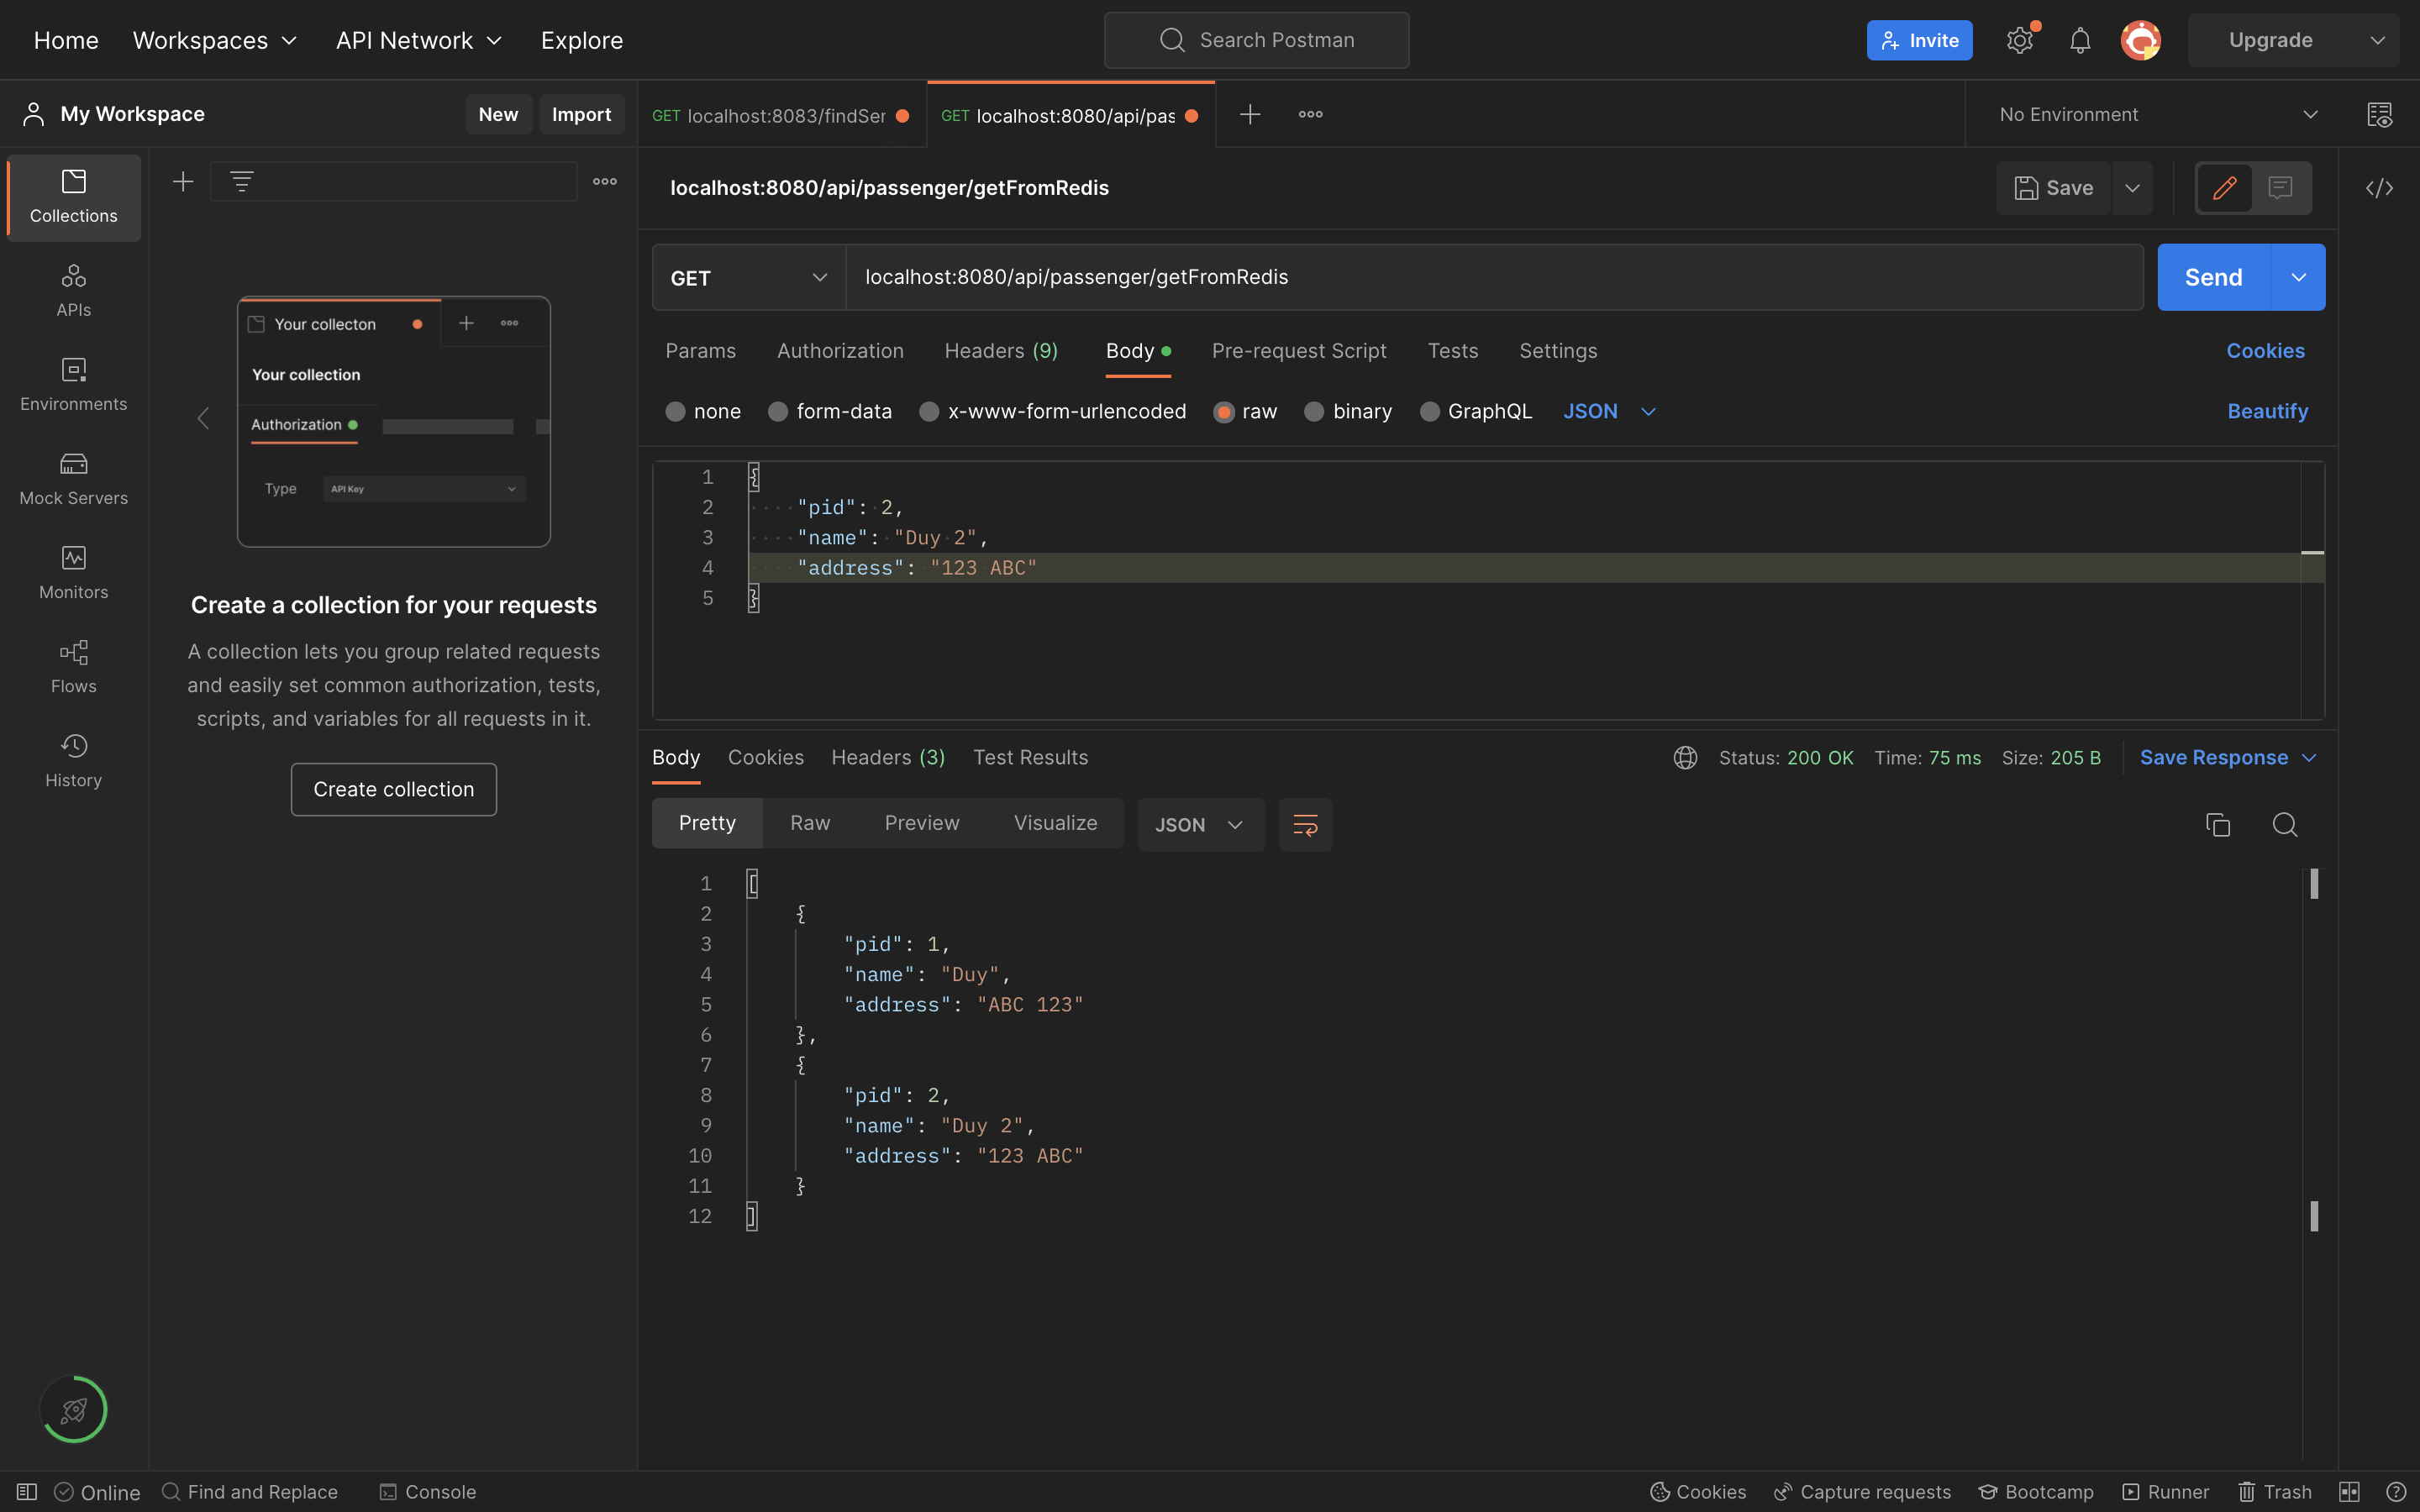 Home Workspaces API Network Explore Search Postman Invite Upgrade
My Workspace New Import GET localhost:8083/findSer GET localhost:8080/api/pas No Environment
Collections
APIs
Environments
Mock Servers
Monitors
Flows
History
Your collecton
Your collection
Authorization
Type API Key
Create a collection for your requests
A collection lets you group related requests
and easily set common authorization, tests,
scripts, and variables for all requests in it.
Create collection
localhost:8080/api/passenger/getFromRedis Save
GET localhost:8080/api/passenger/getFromRedis Send
Params Authorization Headers (9) Body Pre-request Script Tests Settings Cookies
none form-data x-www-form-urlencoded raw binary GraphQL JSON Beautify
1 {
2 "pid": 2,
3 "name": "Duy 2",
4 "address": "123 ABC"
5 }
Body Cookies Headers (3) Test Results Status: 200 OK Time: 75 ms Size: 205 B Save Response
Pretty Raw Preview Visualize JSON
1 [
2 {
3 "pid": 1,
4 "name": "Duy",
5 "address": "ABC 123"
6 },
7 {
8 "pid": 2,
9 "name": "Duy 2",
10 "address": "123 ABC"
11 }
12 ]
Online Find and Replace Console Cookies Capture requests Bootcamp Runner Trash